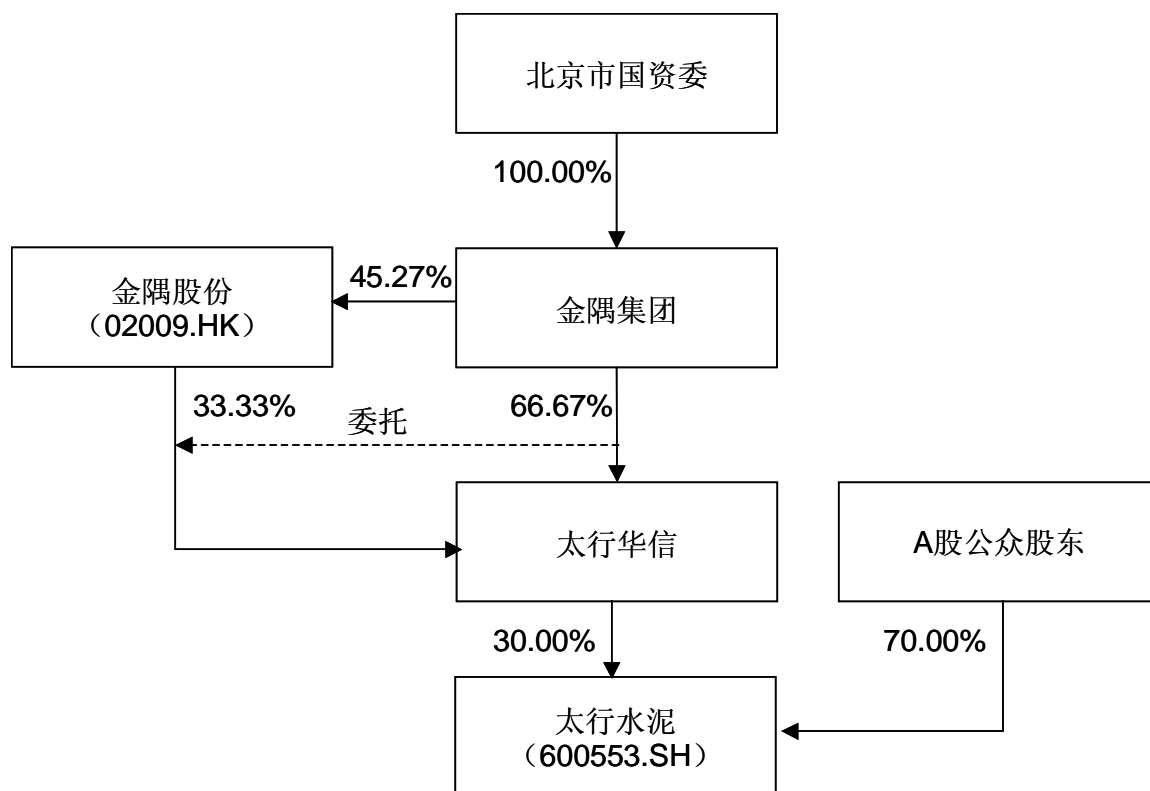 北京市国资委
100.00%
金隅股份
（02009.HK）
45.27%
金隅集团
33.33%
委托
66.67%
太行华信
A股公众股东
30.00%
70.00%
太行水泥
（600553.SH）